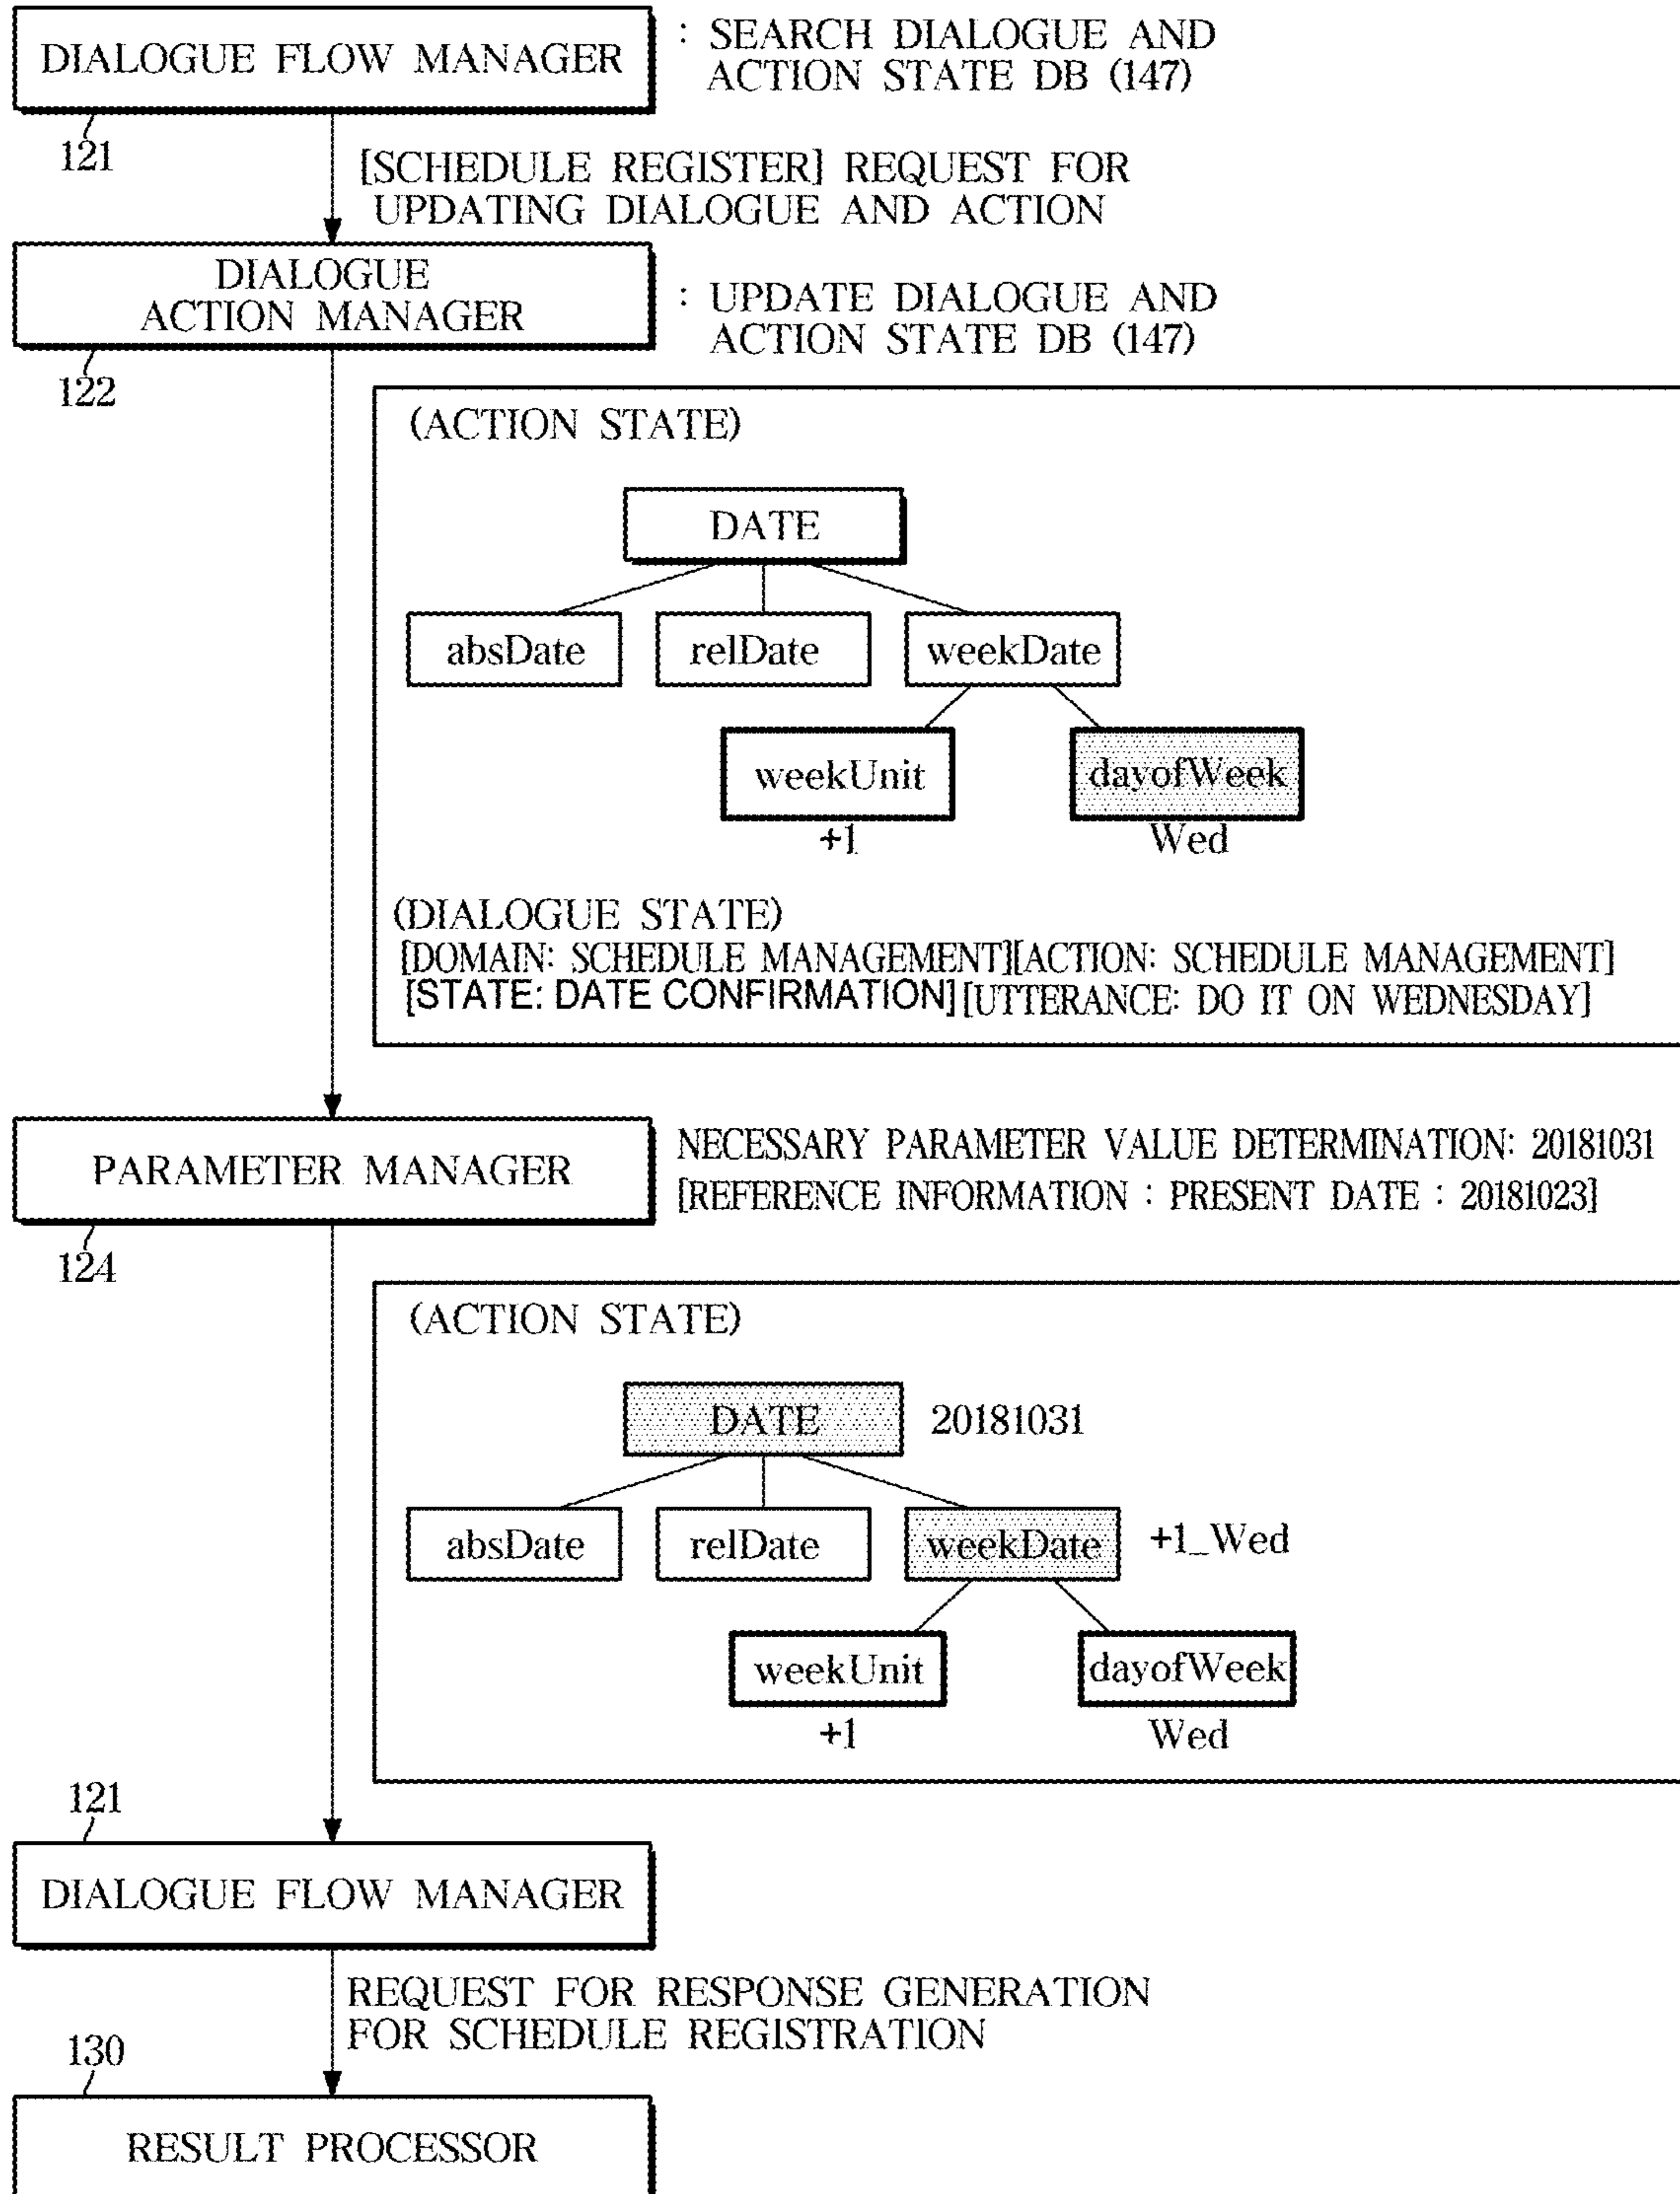 DIALOGUE FLOW MANAGER
: SEARCH DIALOGUE AND
ACTION STATE DB (147)
121
[SCHEDULE REGISTER] REQUEST FOR
UPDATING DIALOGUE AND ACTION
DIALOGUE
ACTION MANAGER
: UPDATE DIALOGUE AND
ACTION STATE DB (147)
122
(ACTION STATE)
DATE
absDate
relDate
weekDate
weekUnit
dayofWeek
+1
Wed
(DIALOGUE STATE)
[DOMAIN: SCHEDULE MANAGEMENT][ACTION: SCHEDULE MANAGEMENT]
[STATE: DATE CONFIRMATION] [UTTERANCE: DO IT ON WEDNESDAY]
PARAMETER MANAGER
NECESSARY PARAMETER VALUE DETERMINATION: 20181031
[REFERENCE INFORMATION : PRESENT DATE : 20181023]
124
(ACTION STATE)
DATE
20181031
absDate
relDate
weekDate
+1_Wed
weekUnit
dayofWeek
+1
Wed
121
DIALOGUE FLOW MANAGER
REQUEST FOR RESPONSE GENERATION
FOR SCHEDULE REGISTRATION
130
RESULT PROCESSOR